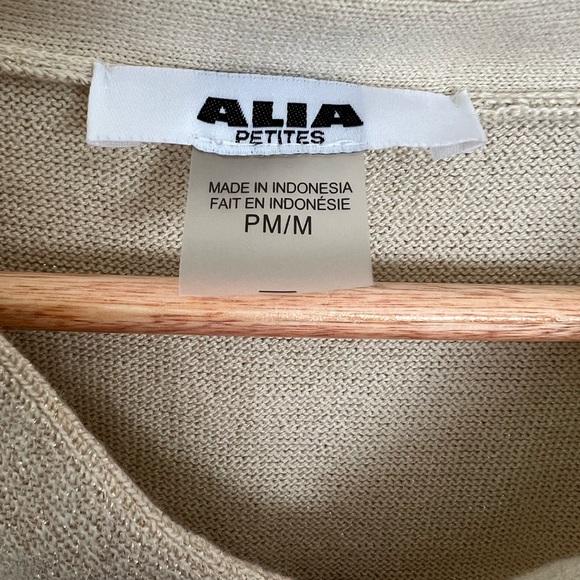 ALIA
PETITES
MADE IN INDONESIA
FAIT EN INDONÉSIE
PM/M